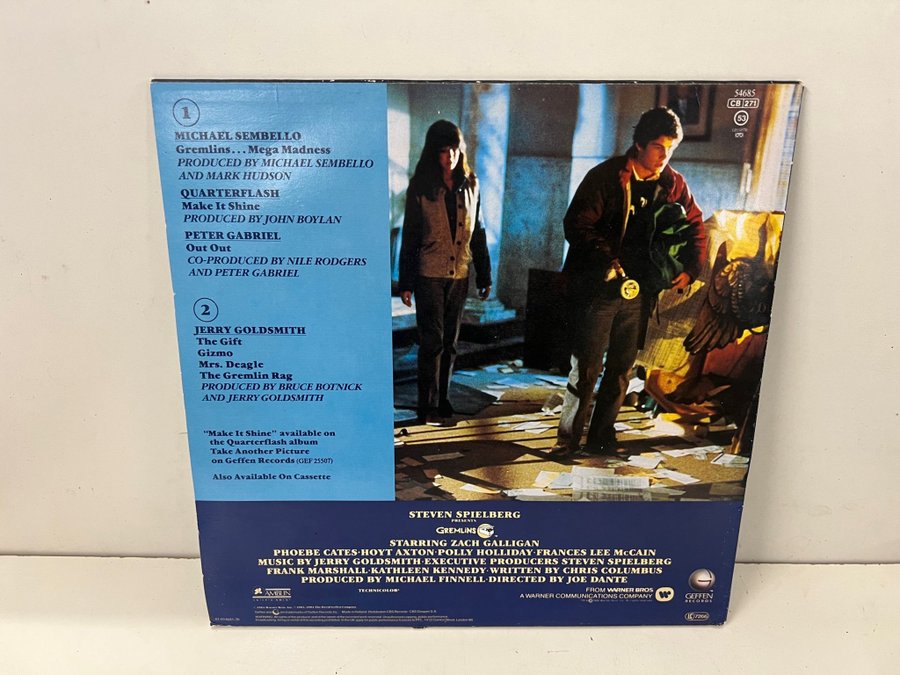 1
MICHAEL SEMBELLO
Gremlins...Mega Madness
PRODUCED BY MICHAEL SEMBELLO
AND MARK HUDSON
QUARTERFLASH
Make It Shine
PRODUCED BY JOHN BOYLAN
PETER GABRIEL
Out Out
CO-PRODUCED BY NILE RODGERS
AND PETER GABRIEL
2
JERRY GOLDSMITH
The Gift
Gizmo
Mrs. Deagle
The Gremlin Rag
PRODUCED BY BRUCE BOTNICK
AND JERRY GOLDSMITH
"Make It Shine" available on
the Quarterflash album
Take Another Picture
on Geffen Records (GEF 25507)
Also Available On Cassette
54685
CB 271
53
STEVEN SPIELBERG
PRESENTS
GREMLINS
STARRING ZACH GALLIGAN
PHOEBE CATES·HOYT AXTON·POLLY HOLLIDAY·FRANCES LEE McCAIN
MUSIC BY JERRY GOLDSMITH·EXECUTIVE PRODUCERS STEVEN SPIELBERG
FRANK MARSHALL·KATHLEEN KENNEDY·WRITTEN BY CHRIS COLUMBUS
PRODUCED BY MICHAEL FINNELL·DIRECTED BY JOE DANTE
AMBLIN
TECHNICOLOR®
FROM WARNER BROS
A WARNER COMMUNICATIONS COMPANY
GEFFEN
RECORDS